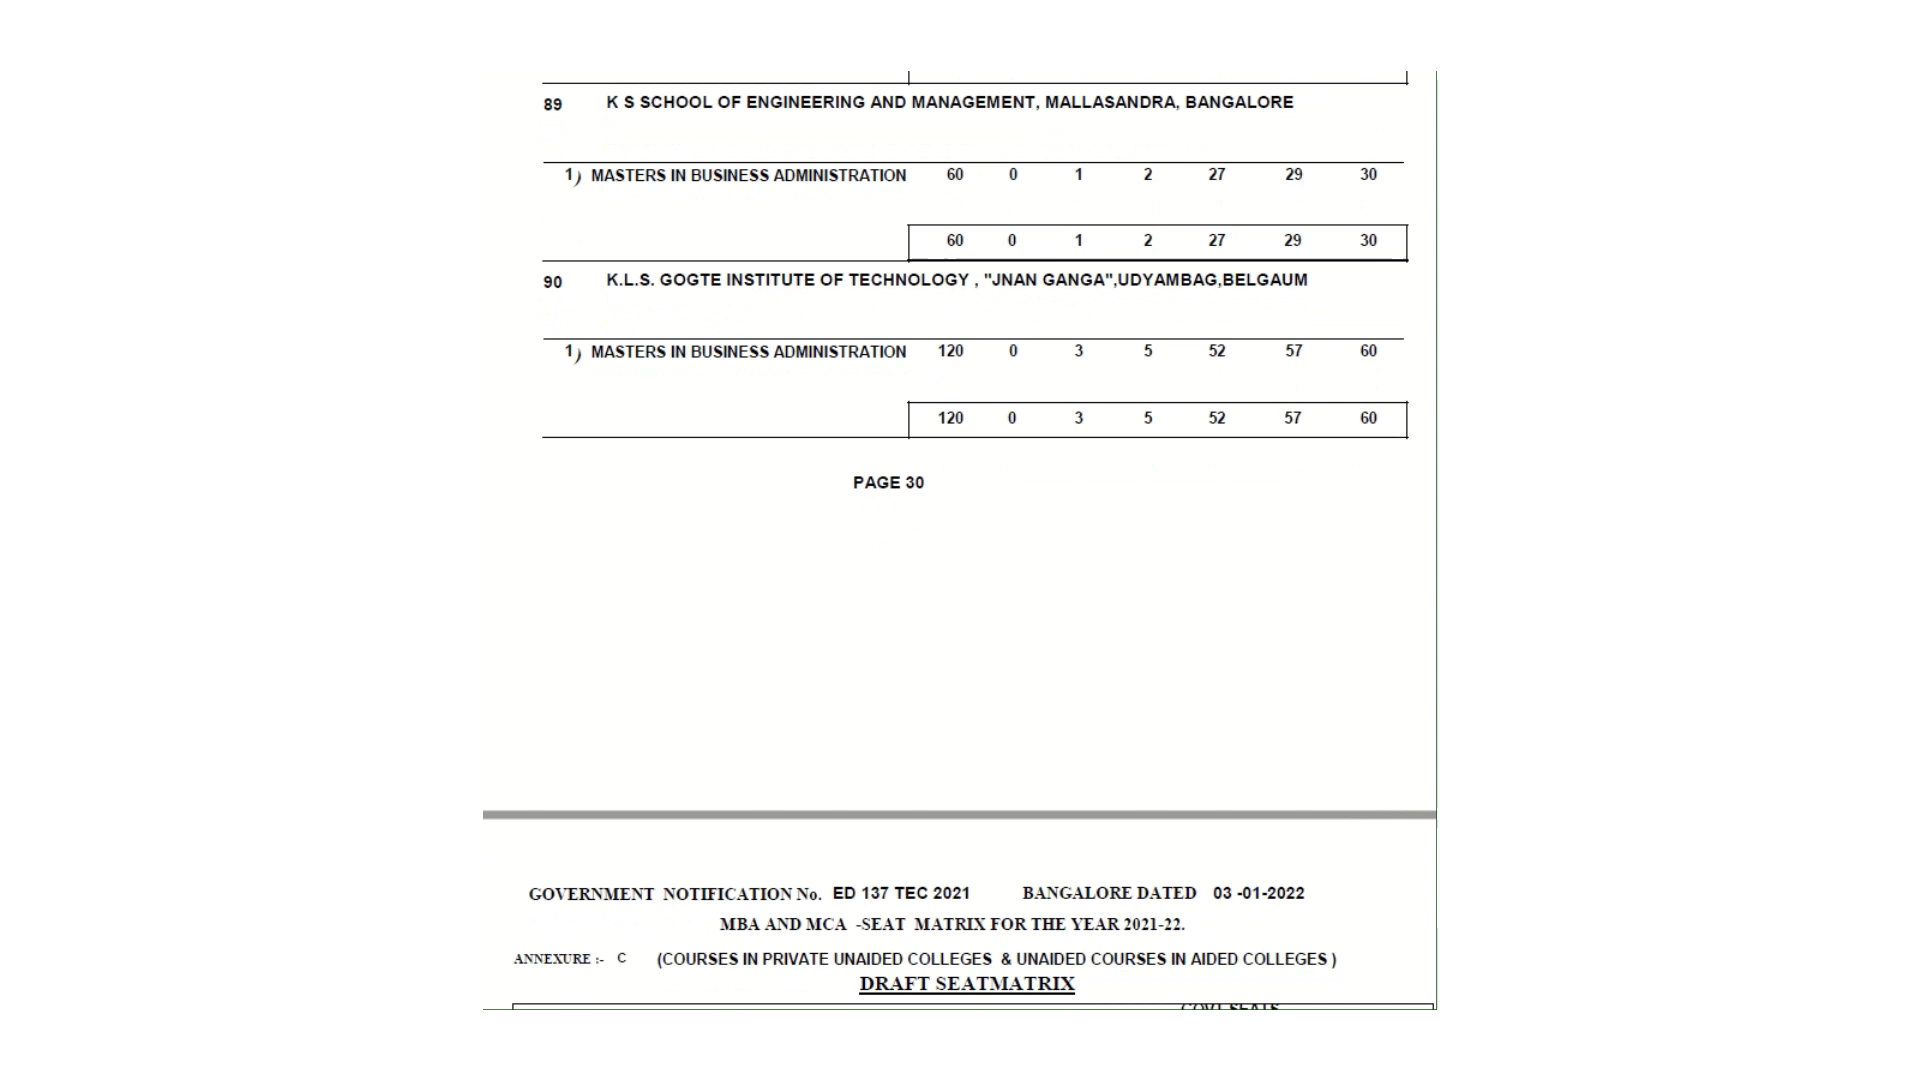 89 K S SCHOOL OF ENGINEERING AND MANAGEMENT, MALLASANDRA, BANGALORE
1) MASTERS IN BUSINESS ADMINISTRATION 60 0 1 2 27 29 30
60 0 1 2 27 29 30
90 K.L.S. GOGTE INSTITUTE OF TECHNOLOGY , "JNAN GANGA",UDYAMBAG,BELGAUM
1) MASTERS IN BUSINESS ADMINISTRATION 120 0 3 5 52 57 60
120 0 3 5 52 57 60
PAGE 30
GOVERNMENT NOTIFICATION No. ED 137 TEC 2021 BANGALORE DATED 03 -01-2022
MBA AND MCA -SEAT MATRIX FOR THE YEAR 2021-22.
ANNEXURE :- C (COURSES IN PRIVATE UNAIDED COLLEGES & UNAIDED COURSES IN AIDED COLLEGES )
DRAFT SEATMATRIX
GOVT SEATS